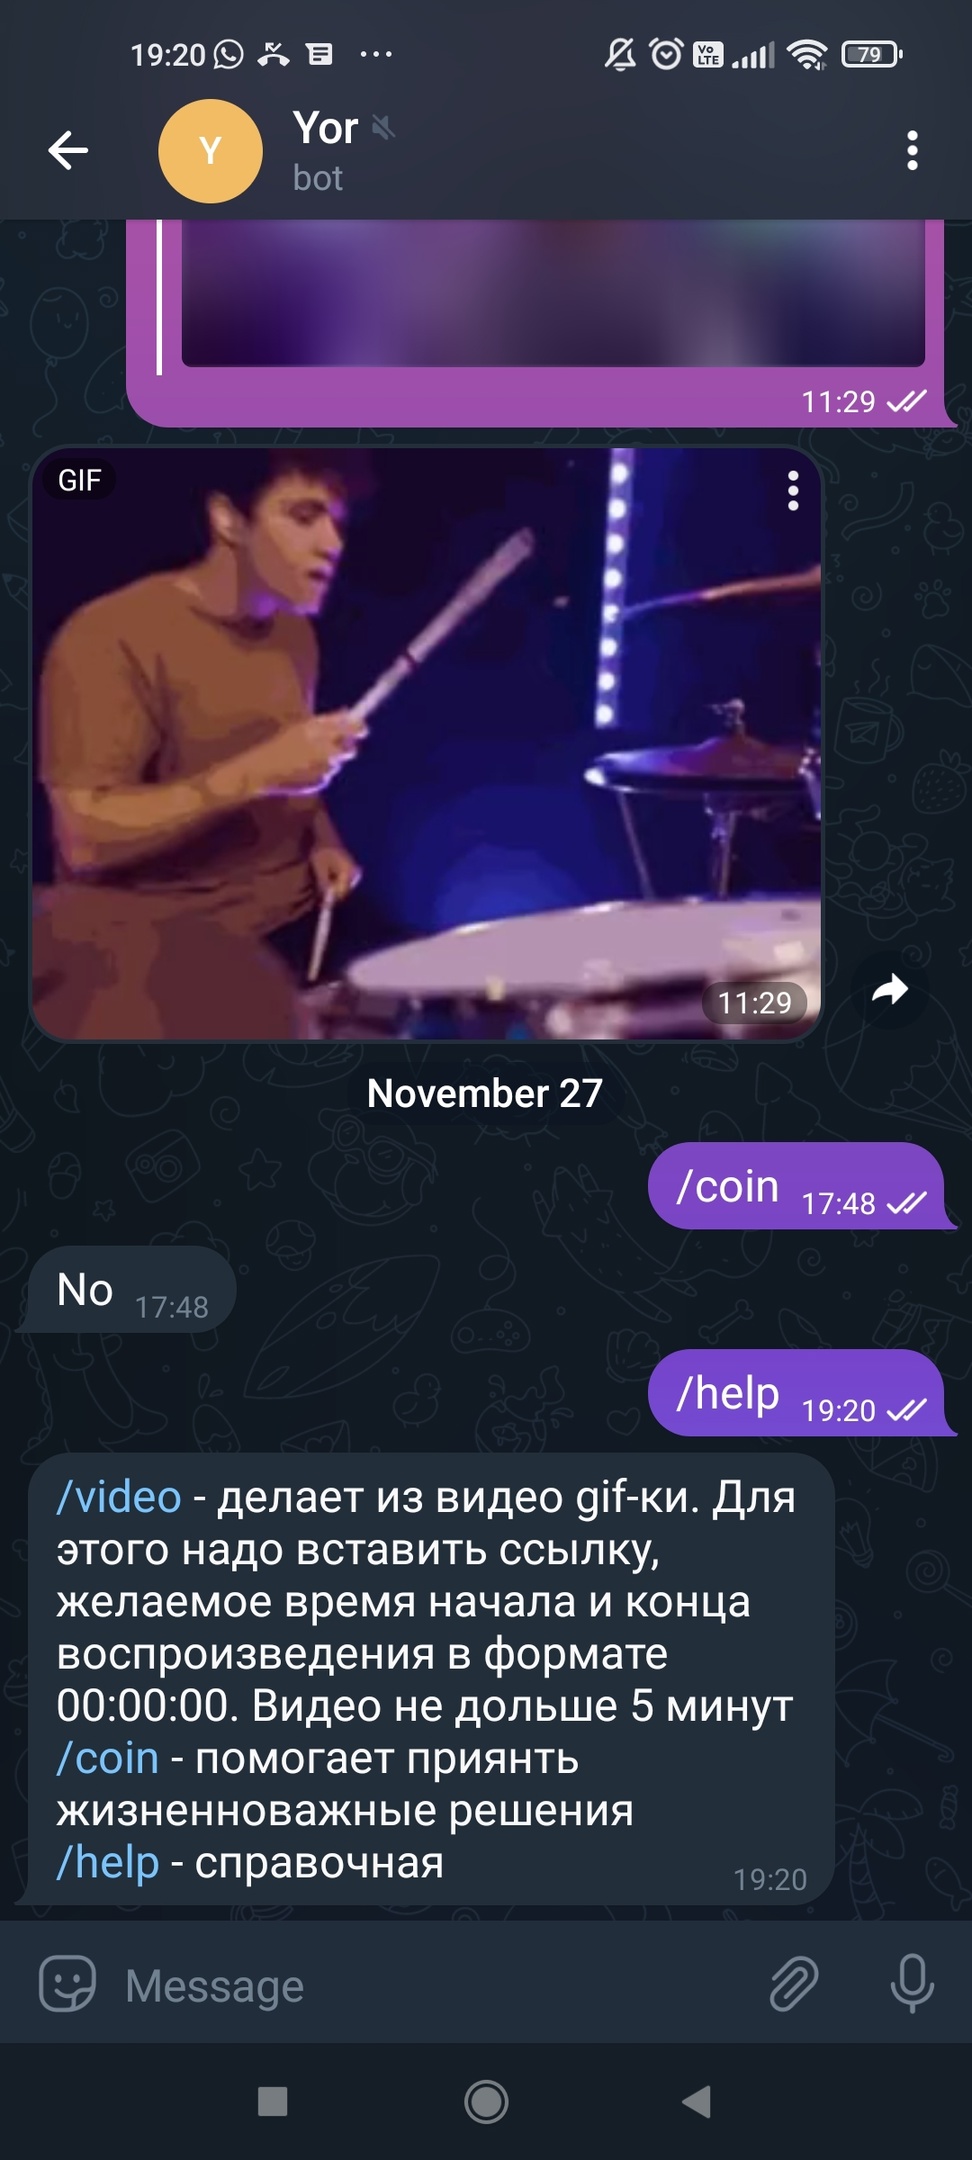 19:20
Vo LTE
79
Y
Yor
bot
11:29
GIF
11:29
November 27
/coin 17:48
No 17:48
/help 19:20
/video - делает из видео gif-ки. Для
этого надо вставить ссылку,
желаемое время начала и конца
воспроизведения в формате
00:00:00. Видео не дольше 5 минут
/coin - помогает приянть
жизненноважные решения
/help - справочная
19:20
Message